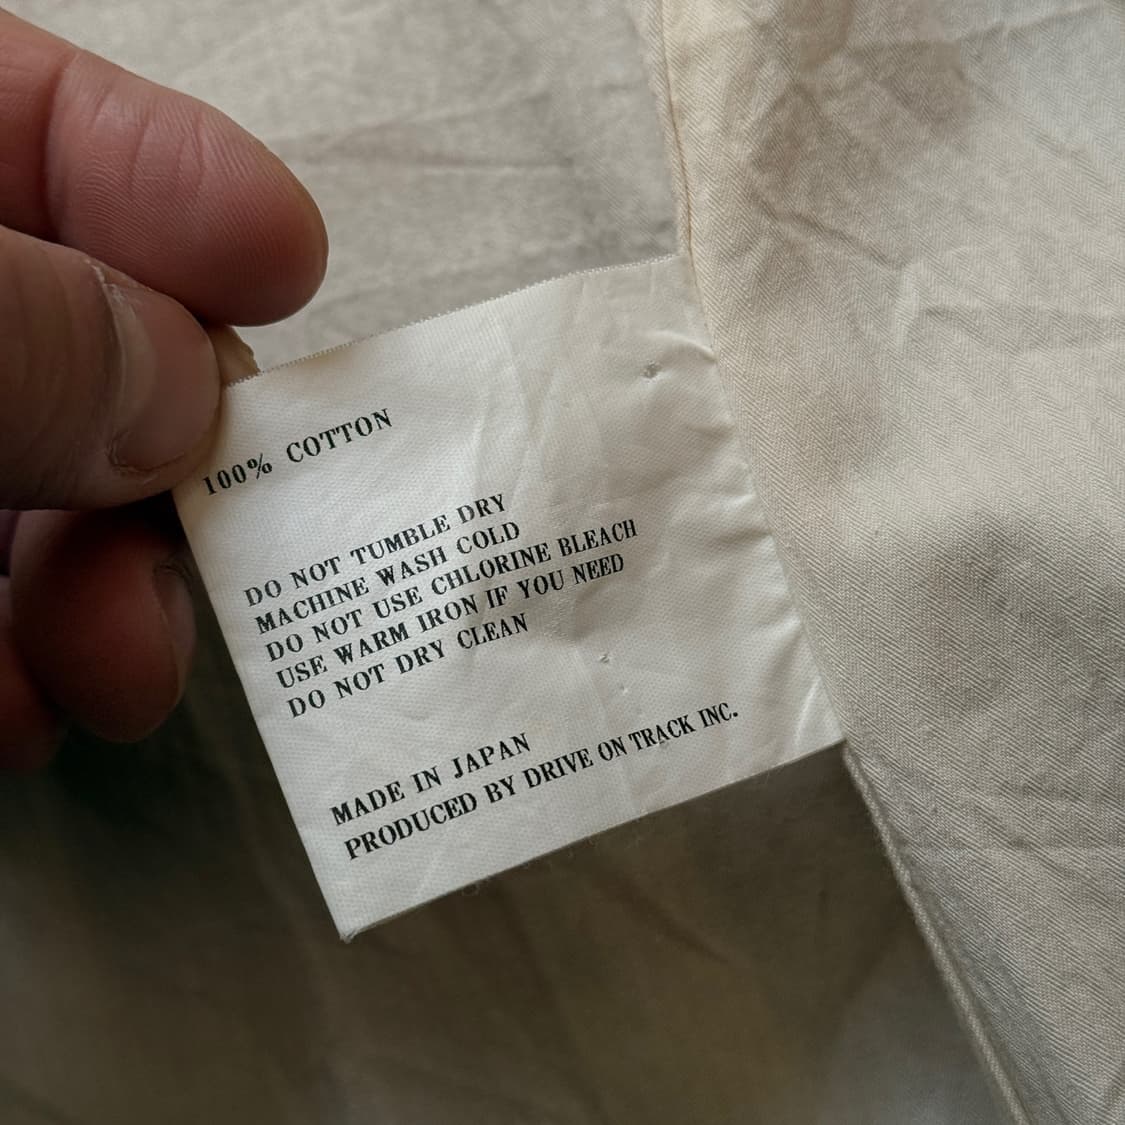 100% COTTON
DO NOT TUMBLE DRY
MACHINE WASH COLD
DO NOT USE CHLORINE BLEACH
USE WARM IRON IF YOU NEED
DO NOT DRY CLEAN
MADE IN JAPAN
PRODUCED BY DRIVE ON TRACK INC.